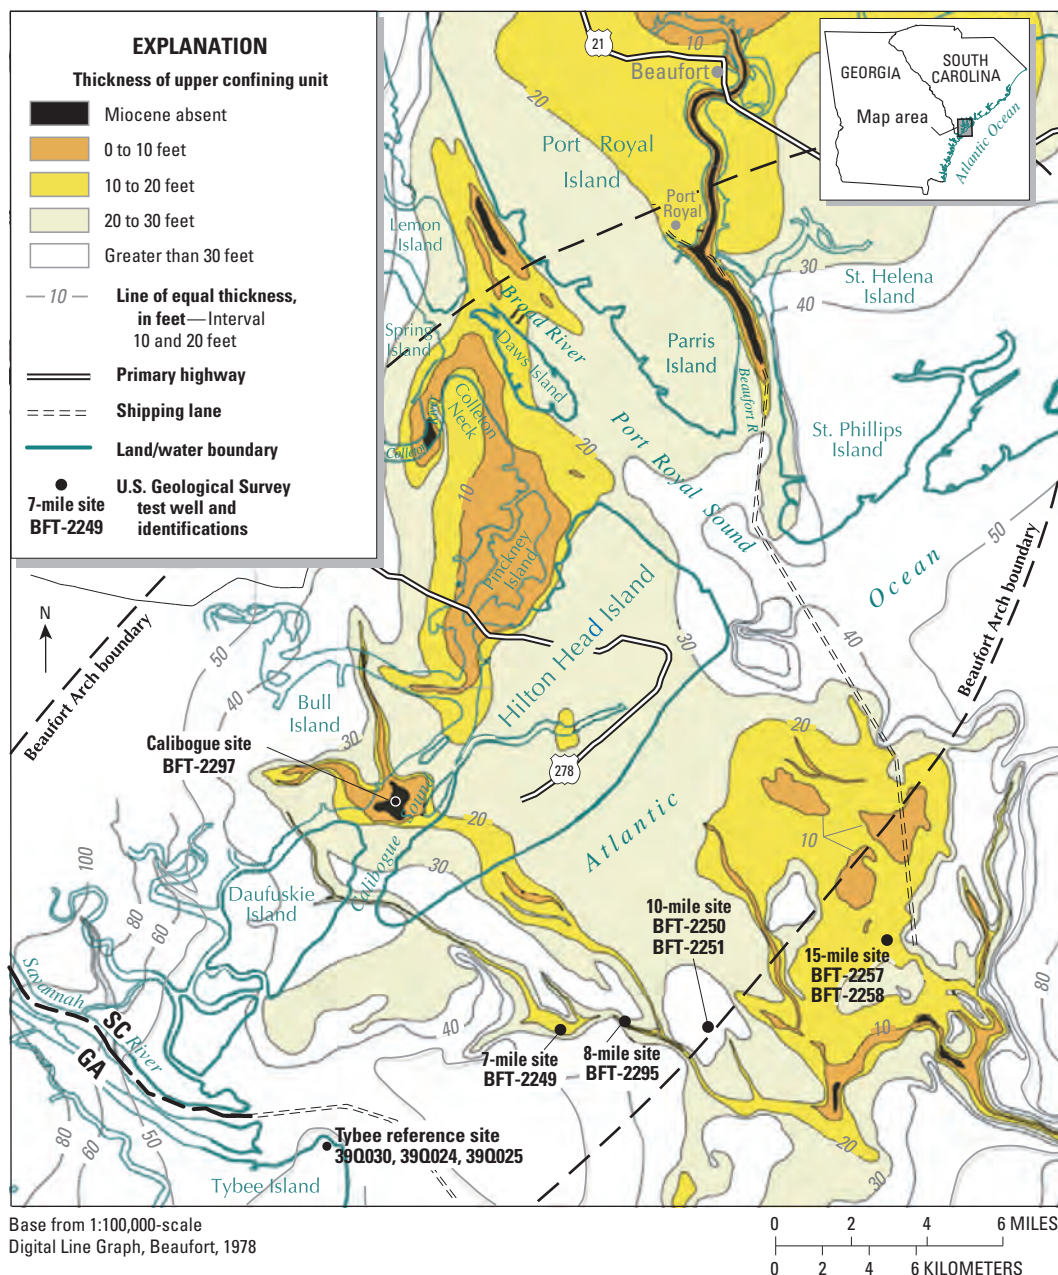 EXPLANATION
Thickness of upper confining unit
Miocene absent
0 to 10 feet
10 to 20 feet
20 to 30 feet
Greater than 30 feet
10
Line of equal thickness,
in feet—Interval
10 and 20 feet
Primary highway
Shipping lane
Land/water boundary
7-mile site
BFT-2249
U.S. Geological Survey
test well and
identifications
GEORGIA
SOUTH
CAROLINA
Map area
Atlantic Ocean
21
10
Beaufort
20
Port Royal
Island
Port
Royal
Lemon
Island
30
40
St. Helena
Island
Broad River
Spring
Island
Daws Island
Parris
Island
Beaufort R
Colleton
Neck
St. Phillips
Island
20
Port Royal Sound
10
50
Pinckney
Island
Ocean
Hilton Head Island
30
40
Beaufort Arch boundary
N
50
40
Beaufort Arch boundary
Bull
Island
30
Calibogue site
BFT-2297
278
20
20
Atlantic
10
Calibogue Sound
30
100
80
60
Daufuskie
Island
10-mile site
BFT-2250
BFT-2251
15-mile site
BFT-2257
BFT-2258
80
Savannah
River
SC
GA
40
10
7-mile site
BFT-2249
8-mile site
BFT-2295
80
60
50
Tybee reference site
39Q030, 39Q024, 39Q025
Tybee Island
20
30
Base from 1:100,000-scale
Digital Line Graph, Beaufort, 1978
0 2 4 6 MILES
0 2 4 6 KILOMETERS